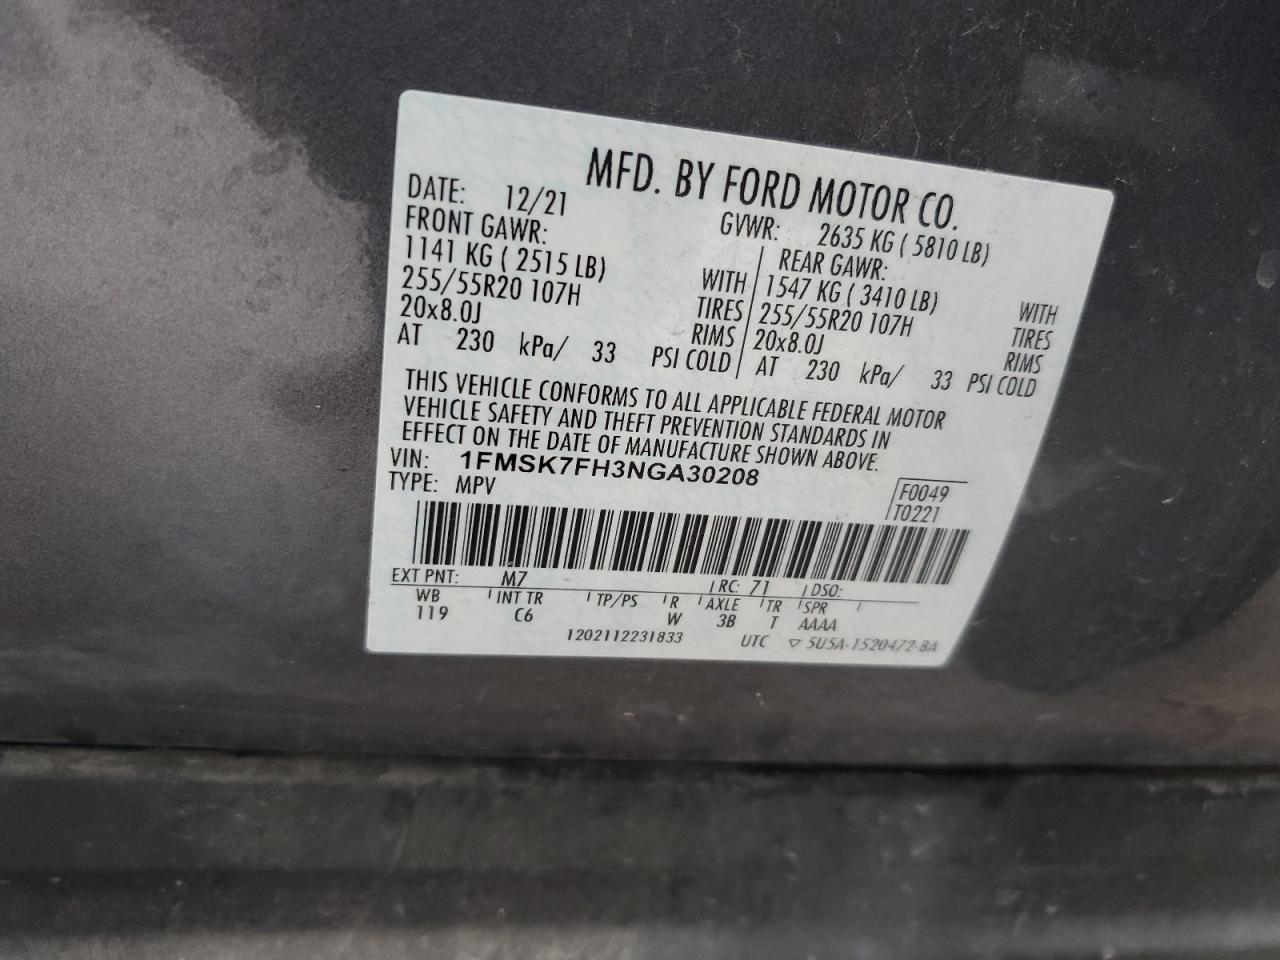 MFD. BY FORD MOTOR CO.
DATE: 12/21 GVWR: 2635 KG ( 5810 LB)
FRONT GAWR: REAR GAWR:
1141 KG ( 2515 LB) WITH 1547 KG ( 3410 LB) WITH
255/55R20 107H TIRES 255/55R20 107H TIRES
20x8.0J RIMS 20x8.0J RIMS
AT 230 kPa/ 33 PSI COLD AT 230 kPa/ 33 PSI COLD
THIS VEHICLE CONFORMS TO ALL APPLICABLE FEDERAL MOTOR
VEHICLE SAFETY AND THEFT PREVENTION STANDARDS IN
EFFECT ON THE DATE OF MANUFACTURE SHOWN ABOVE.
VIN: 1FMSK7FH3NGA30208
TYPE: MPV
F0049
T0221
EXT PNT: M7 RC: 71 DSO:
WB INT TR TP/PS R AXLE TR SPR
119 C6 W 3B T AAAA
1202112231833 UTC ▽ 5U5A-1520472-BA